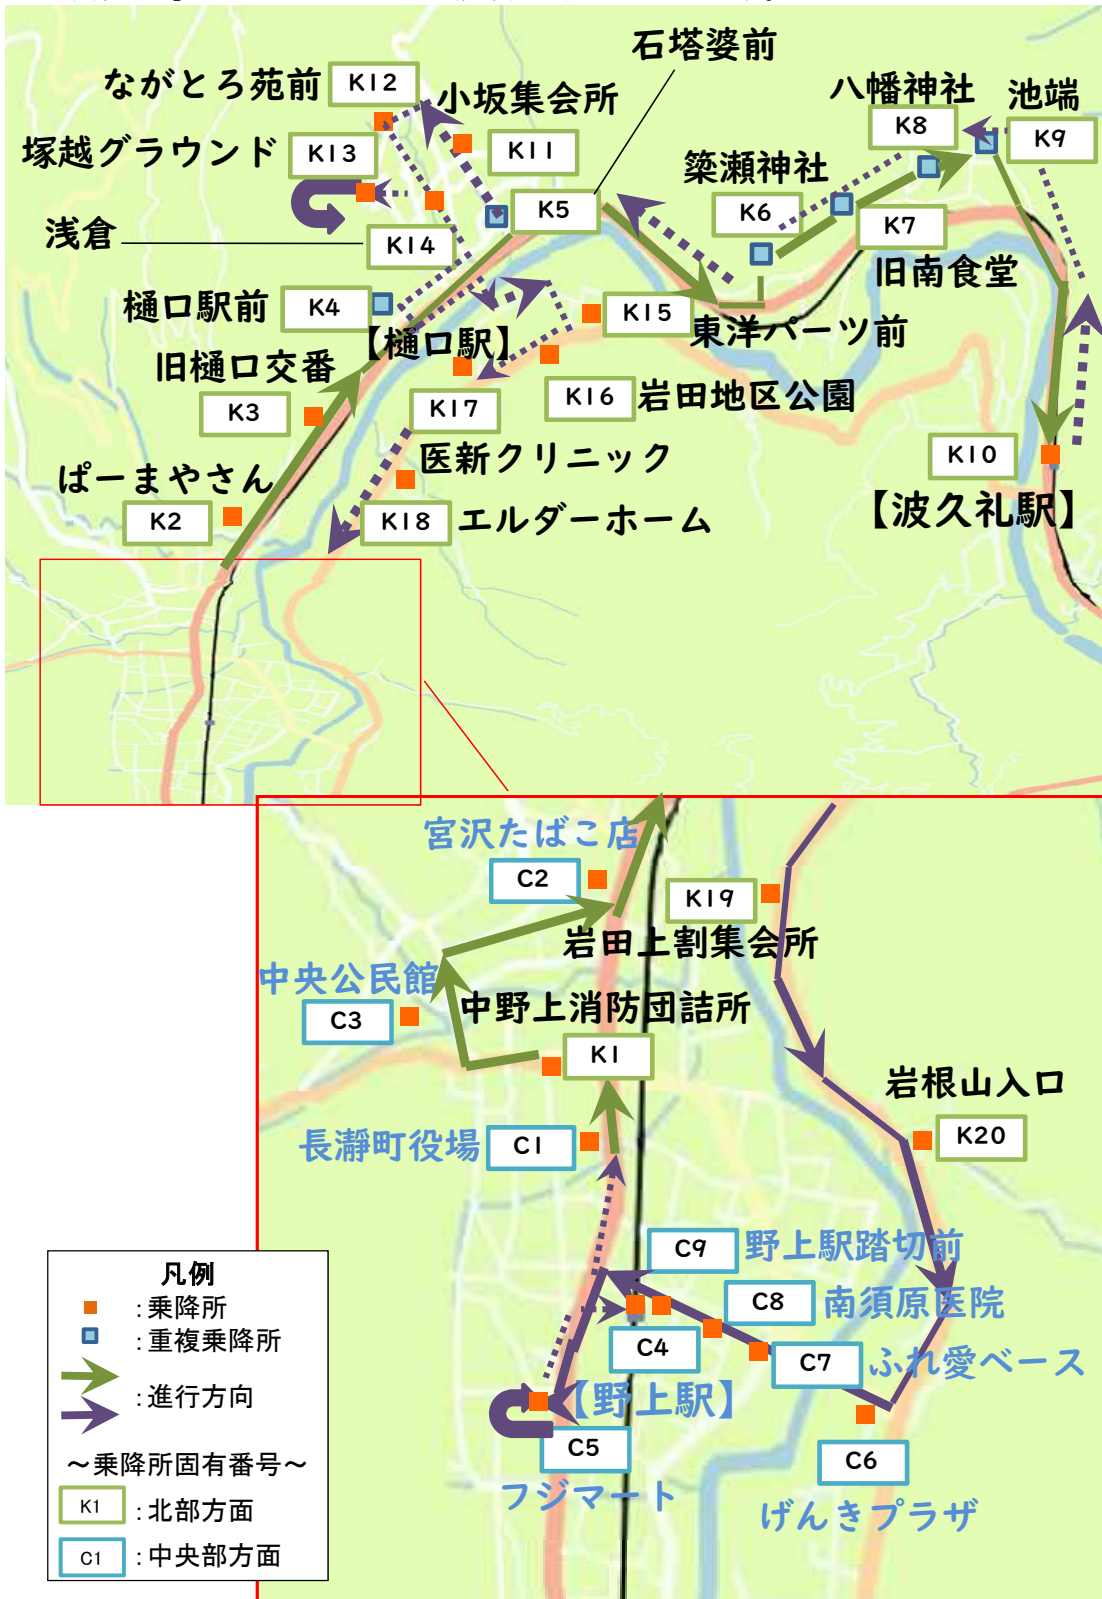 石塔婆前
ながとろ苑前
K12
小坂集会所
八幡神社
池端
塚越グラウンド
K13
K11
K8
K9
簗瀬神社
浅倉
K14
K5
K6
K7
旧南食堂
樋口駅前
K4
K15
東洋パーツ前
【樋口駅】
旧樋口交番
K3
K17
K16
岩田地区公園
ぱーまやさん
医新クリニック
K10
K2
K18
エルダーホーム
【波久礼駅】
宮沢たばこ店
C2
K19
岩田上割集会所
中央公民館
C3
中野上消防団詰所
K1
岩根山入口
K20
長瀞町役場
C1
C9
野上駅踏切前
C8
南須原医院
C4
C7
ふれ愛ベース
【野上駅】
C5
フジマート
C6
げんきプラザ
凡例
：乗降所
：重複乗降所
：進行方向
～乗降所固有番号～
K1
：北部方面
C1
：中央部方面